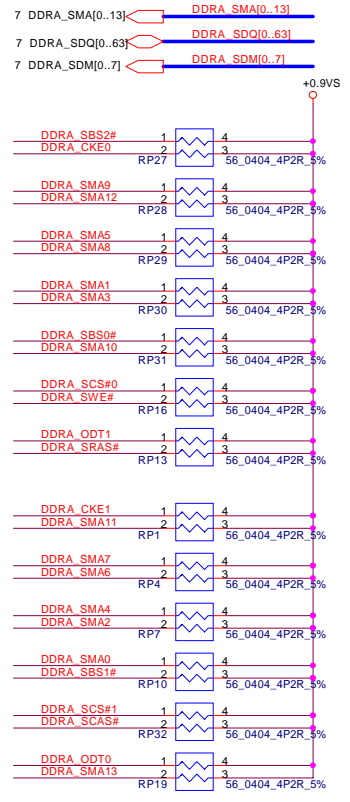 7 DDRA_SMA[0..13] DDRA_SMA[0..13]
7 DDRA_SDQ[0..63] DDRA_SDQ[0..63]
7 DDRA_SDM[0..7] DDRA_SDM[0..7]
+0.9VS
DDRA_SBS2# 1 4
DDRA_CKE0 2 3
RP27 56_0404_4P2R_5%
DDRA_SMA9 1 4
DDRA_SMA12 2 3
RP28 56_0404_4P2R_5%
DDRA_SMA5 1 4
DDRA_SMA8 2 3
RP29 56_0404_4P2R_5%
DDRA_SMA1 1 4
DDRA_SMA3 2 3
RP30 56_0404_4P2R_5%
DDRA_SBS0# 1 4
DDRA_SMA10 2 3
RP31 56_0404_4P2R_5%
DDRA_SCS#0 1 4
DDRA_SWE# 2 3
RP16 56_0404_4P2R_5%
DDRA_ODT1 1 4
DDRA_SRAS# 2 3
RP13 56_0404_4P2R_5%
DDRA_CKE1 1 4
DDRA_SMA11 2 3
RP1 56_0404_4P2R_5%
DDRA_SMA7 1 4
DDRA_SMA6 2 3
RP4 56_0404_4P2R_5%
DDRA_SMA4 1 4
DDRA_SMA2 2 3
RP7 56_0404_4P2R_5%
DDRA_SMA0 1 4
DDRA_SBS1# 2 3
RP10 56_0404_4P2R_5%
DDRA_SCS#1 1 4
DDRA_SCAS# 2 3
RP32 56_0404_4P2R_5%
DDRA_ODT0 1 4
DDRA_SMA13 2 3
RP19 56_0404_4P2R_5%